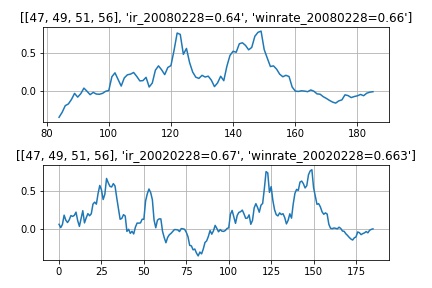 [[47, 49, 51, 56], 'ir_20080228=0.64', 'winrate_20080228=0.66']
0.5
0.0
80 100 120 140 160 180
[[47, 49, 51, 56], 'ir_20020228=0.67', 'winrate_20020228=0.663']
0.5
0.0
0 25 50 75 100 125 150 175